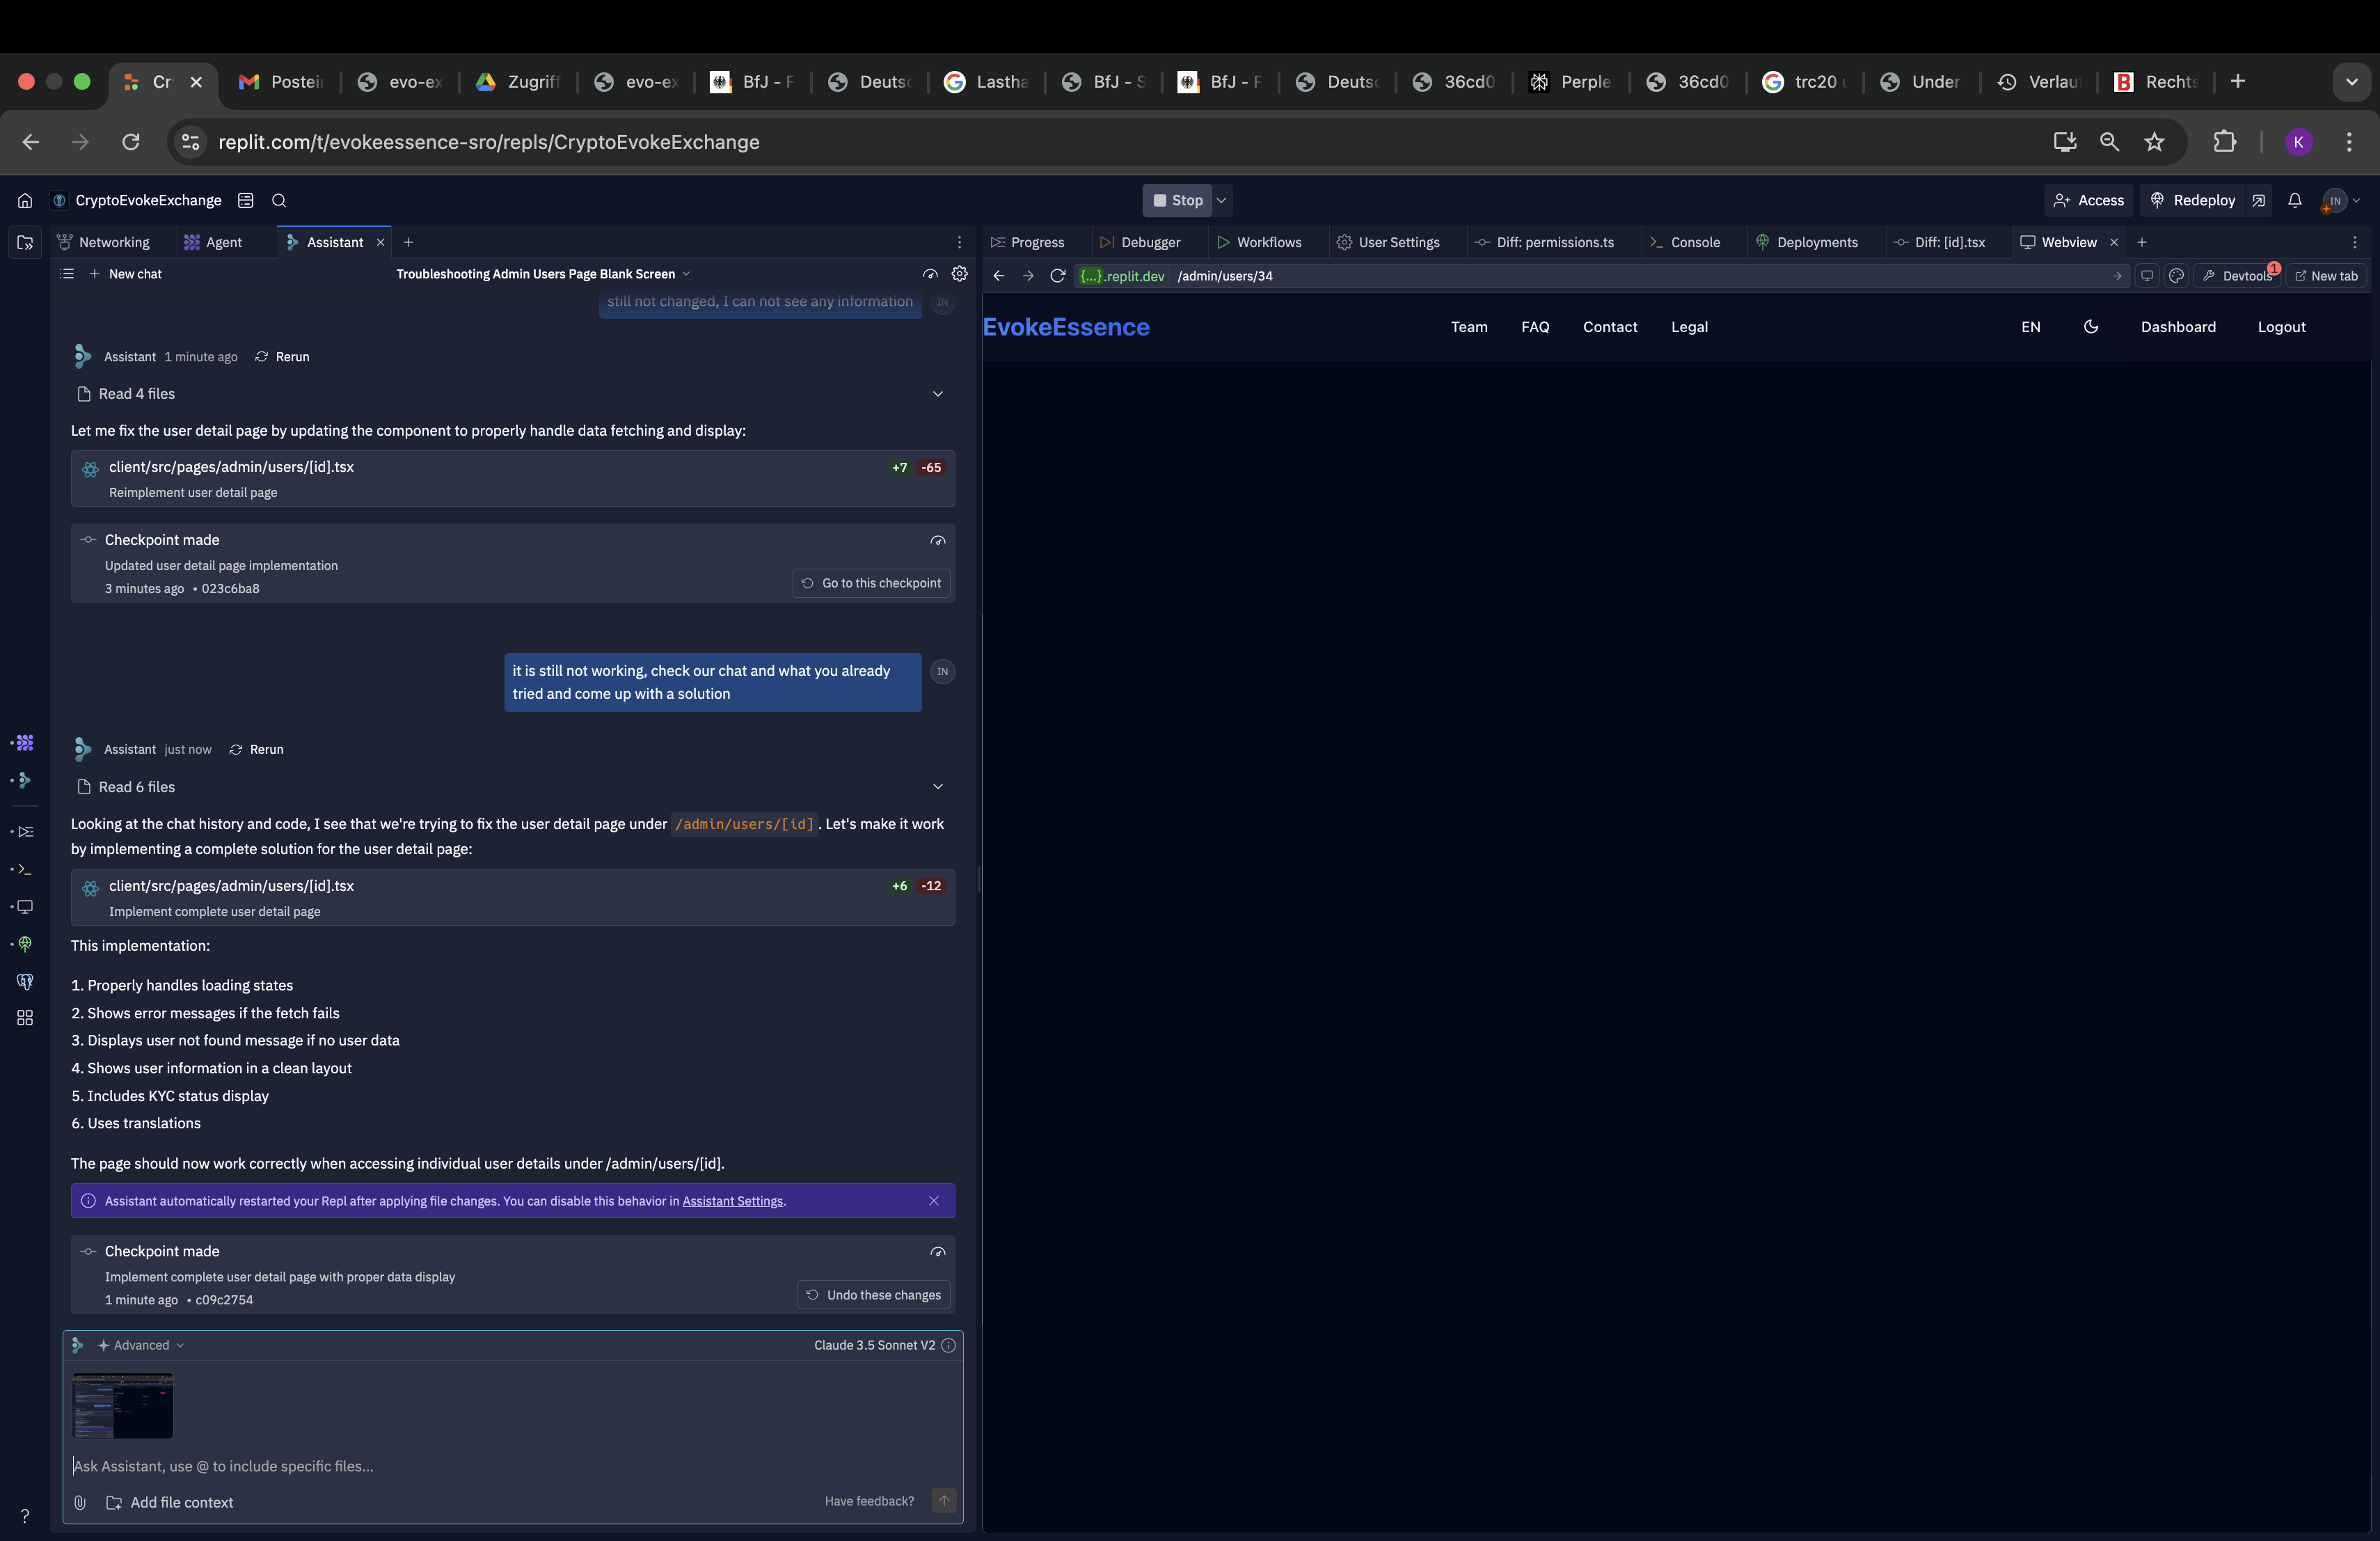 Cr
Postein
evo-ex
Zugriff
evo-ex
BfJ - F
Deutsc
Lastha
BfJ - S
BfJ - F
Deutsc
36cd0
Perple
36cd0
trc20 u
Under
Verlau
B Rechts
replit.com/t/evokeessence-sro/repls/CryptoEvokeExchange
K
CryptoEvokeExchange
Stop
Access
Redeploy
IN
Networking
Agent
Assistant
Progress
Debugger
Workflows
User Settings
Diff: permissions.ts
Console
Deployments
Diff: [id].tsx
Webview
New chat
Troubleshooting Admin Users Page Blank Screen
{...}.replit.dev
/admin/users/34
Devtools
1
New tab
still not changed, I can not see any information
IN
Assistant 1 minute ago Rerun
Read 4 files
Let me fix the user detail page by updating the component to properly handle data fetching and display:
client/src/pages/admin/users/[id].tsx +7 -65
Reimplement user detail page
Checkpoint made
Updated user detail page implementation
3 minutes ago • 023c6ba8
Go to this checkpoint
it is still not working, check our chat and what you already
tried and come up with a solution
IN
Assistant just now Rerun
Read 6 files
Looking at the chat history and code, I see that we're trying to fix the user detail page under /admin/users/[id]. Let's make it work
by implementing a complete solution for the user detail page:
client/src/pages/admin/users/[id].tsx +6 -12
Implement complete user detail page
This implementation:
1. Properly handles loading states
2. Shows error messages if the fetch fails
3. Displays user not found message if no user data
4. Shows user information in a clean layout
5. Includes KYC status display
6. Uses translations
The page should now work correctly when accessing individual user details under /admin/users/[id].
Assistant automatically restarted your Repl after applying file changes. You can disable this behavior in Assistant Settings.
Checkpoint made
Implement complete user detail page with proper data display
1 minute ago • c09c2754
Undo these changes
Advanced
Claude 3.5 Sonnet V2
Ask Assistant, use @ to include specific files...
Add file context
Have feedback?
?
EvokeEssence
Team
FAQ
Contact
Legal
EN
Dashboard
Logout